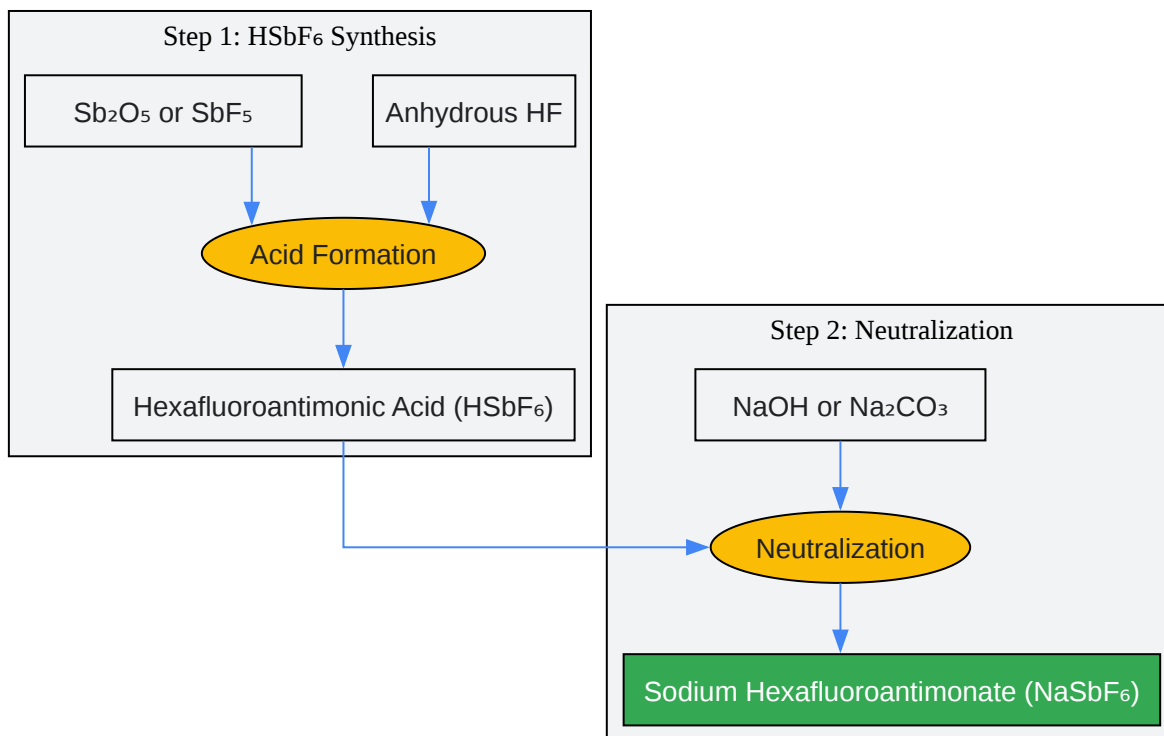 Step 1: HSbF₆ Synthesis
Sb₂O₅ or SbF₅
Anhydrous HF
Acid Formation
Hexafluoroantimonic Acid (HSbF₆)
Step 2: Neutralization
NaOH or Na₂CO₃
Neutralization
Sodium Hexafluoroantimonate (NaSbF₆)